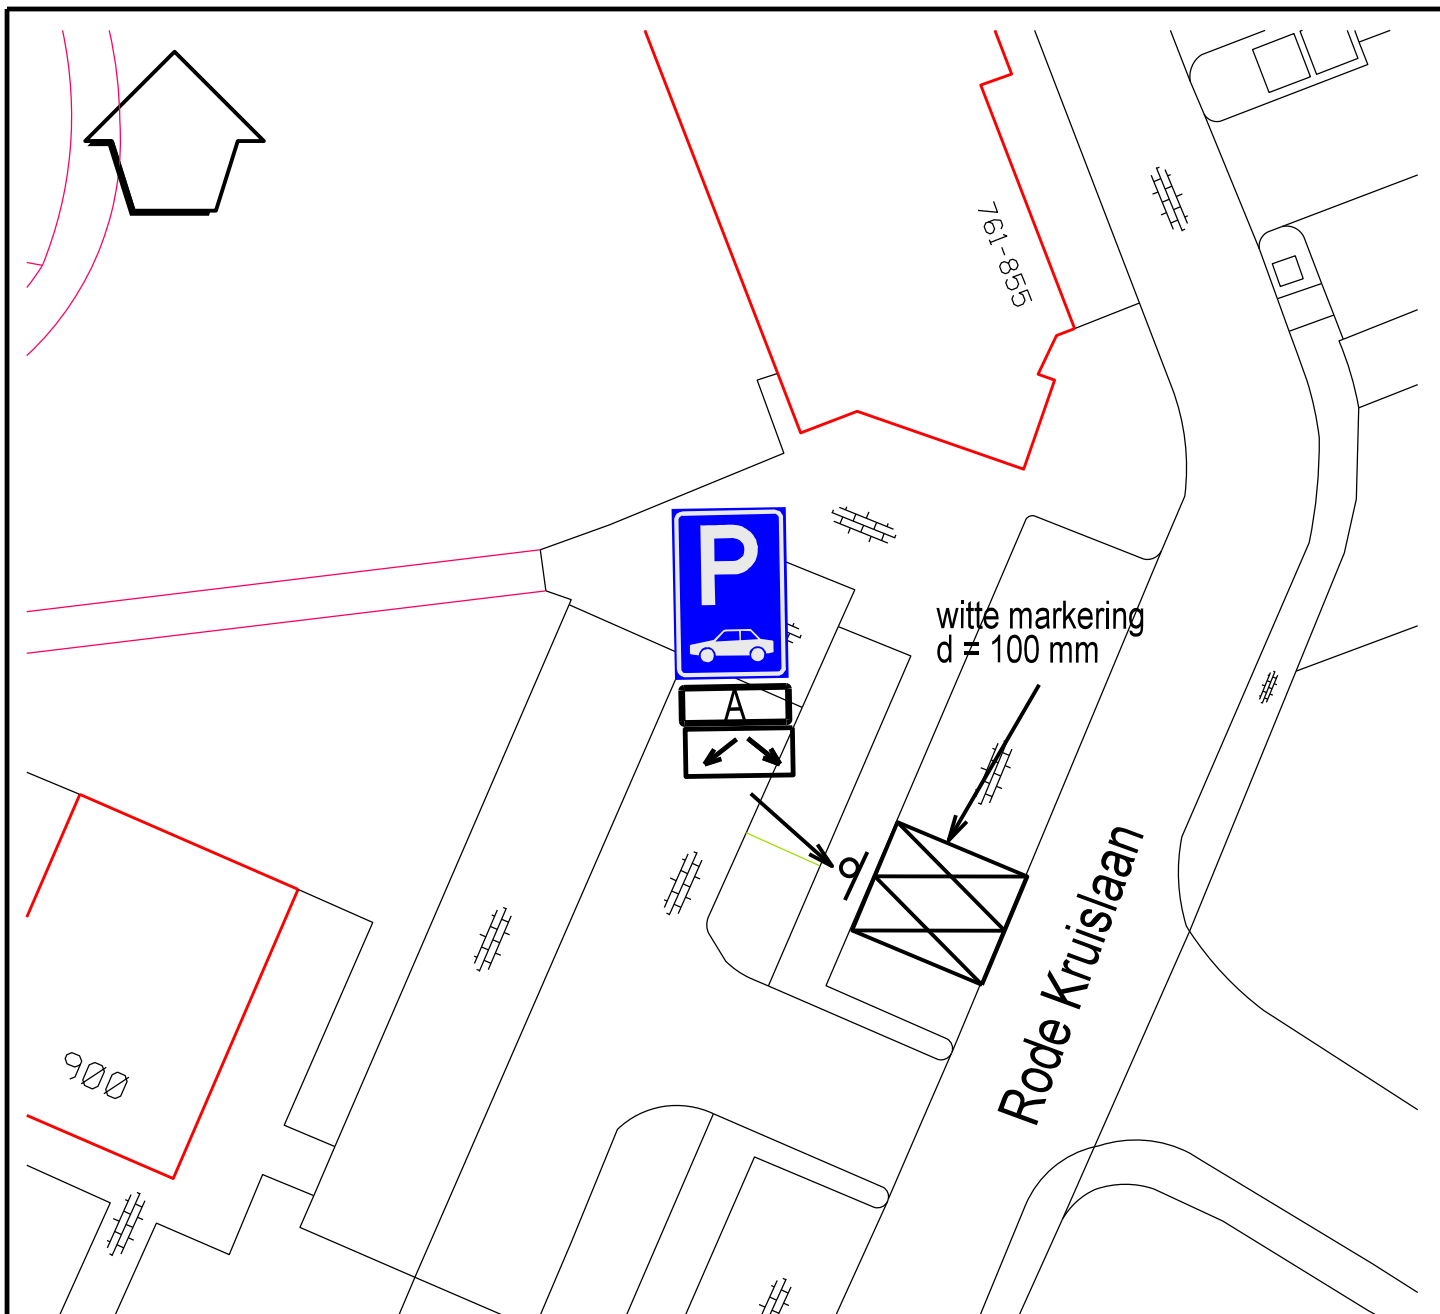 761-855
P
witte markering
d = 100 mm
A
Rode Kruislaan
900